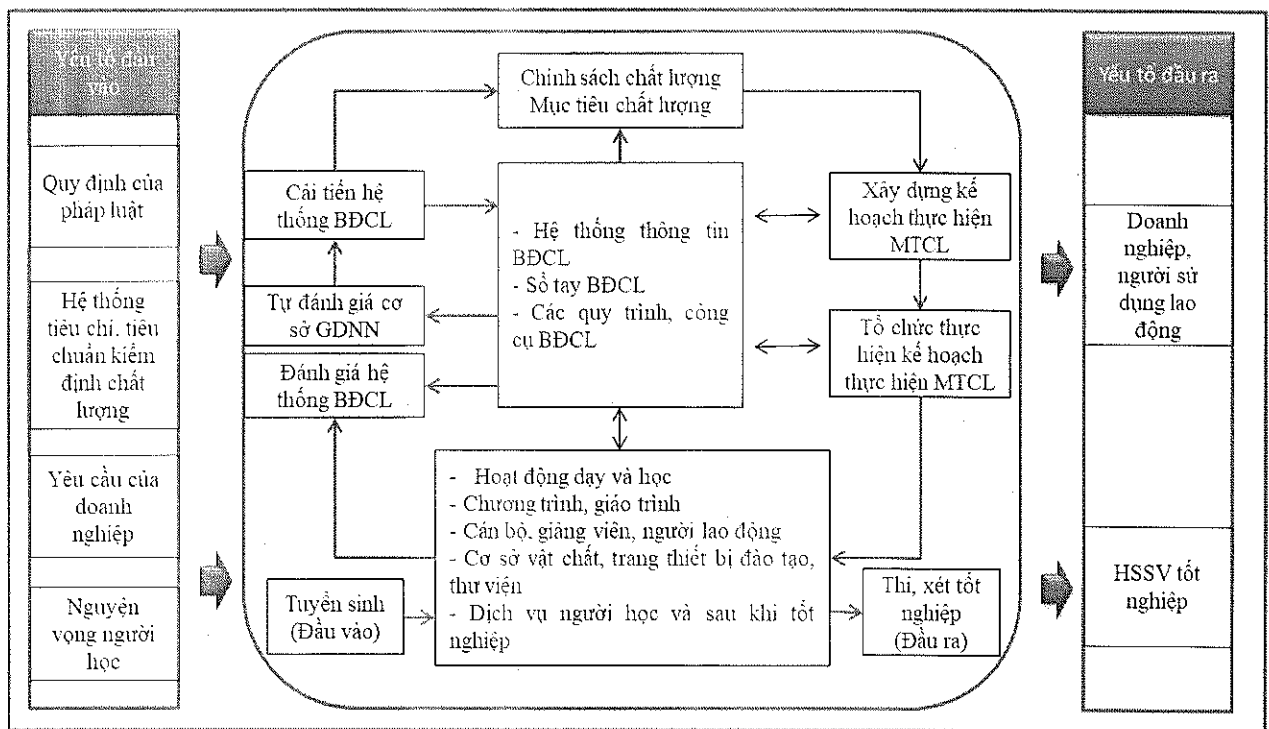 Yếu tố đầu
vào
Quy định của
pháp luật
Hệ thống
tiêu chí, tiêu
chuẩn kiểm
định chất
lượng
Yêu cầu của
doanh
nghiệp
Nguyện
vọng người
học
Chính sách chất lượng
Mục tiêu chất lượng
Cải tiến hệ
thống BĐCL
Tự đánh giá cơ
sở GDNN
Đánh giá hệ
thống BĐCL
- Hệ thống thông tin
BĐCL
- Sổ tay BĐCL
- Các quy trình, công
cụ BĐCL
Xây dựng kế
hoạch thực hiện
MTCL
Tổ chức thực
hiện kế hoạch
thực hiện MTCL
- Hoạt động dạy và học
- Chương trình, giáo trình
- Cán bộ, giảng viên, người lao động
- Cơ sở vật chất, trang thiết bị đào tạo,
thư viện
- Dịch vụ người học và sau khi tốt
nghiệp
Tuyển sinh
(Đầu vào)
Thi, xét tốt
nghiệp
(Đầu ra)
Yếu tố đầu ra
Doanh
nghiệp,
người sử
dụng lao
động
HSSV tốt
nghiệp